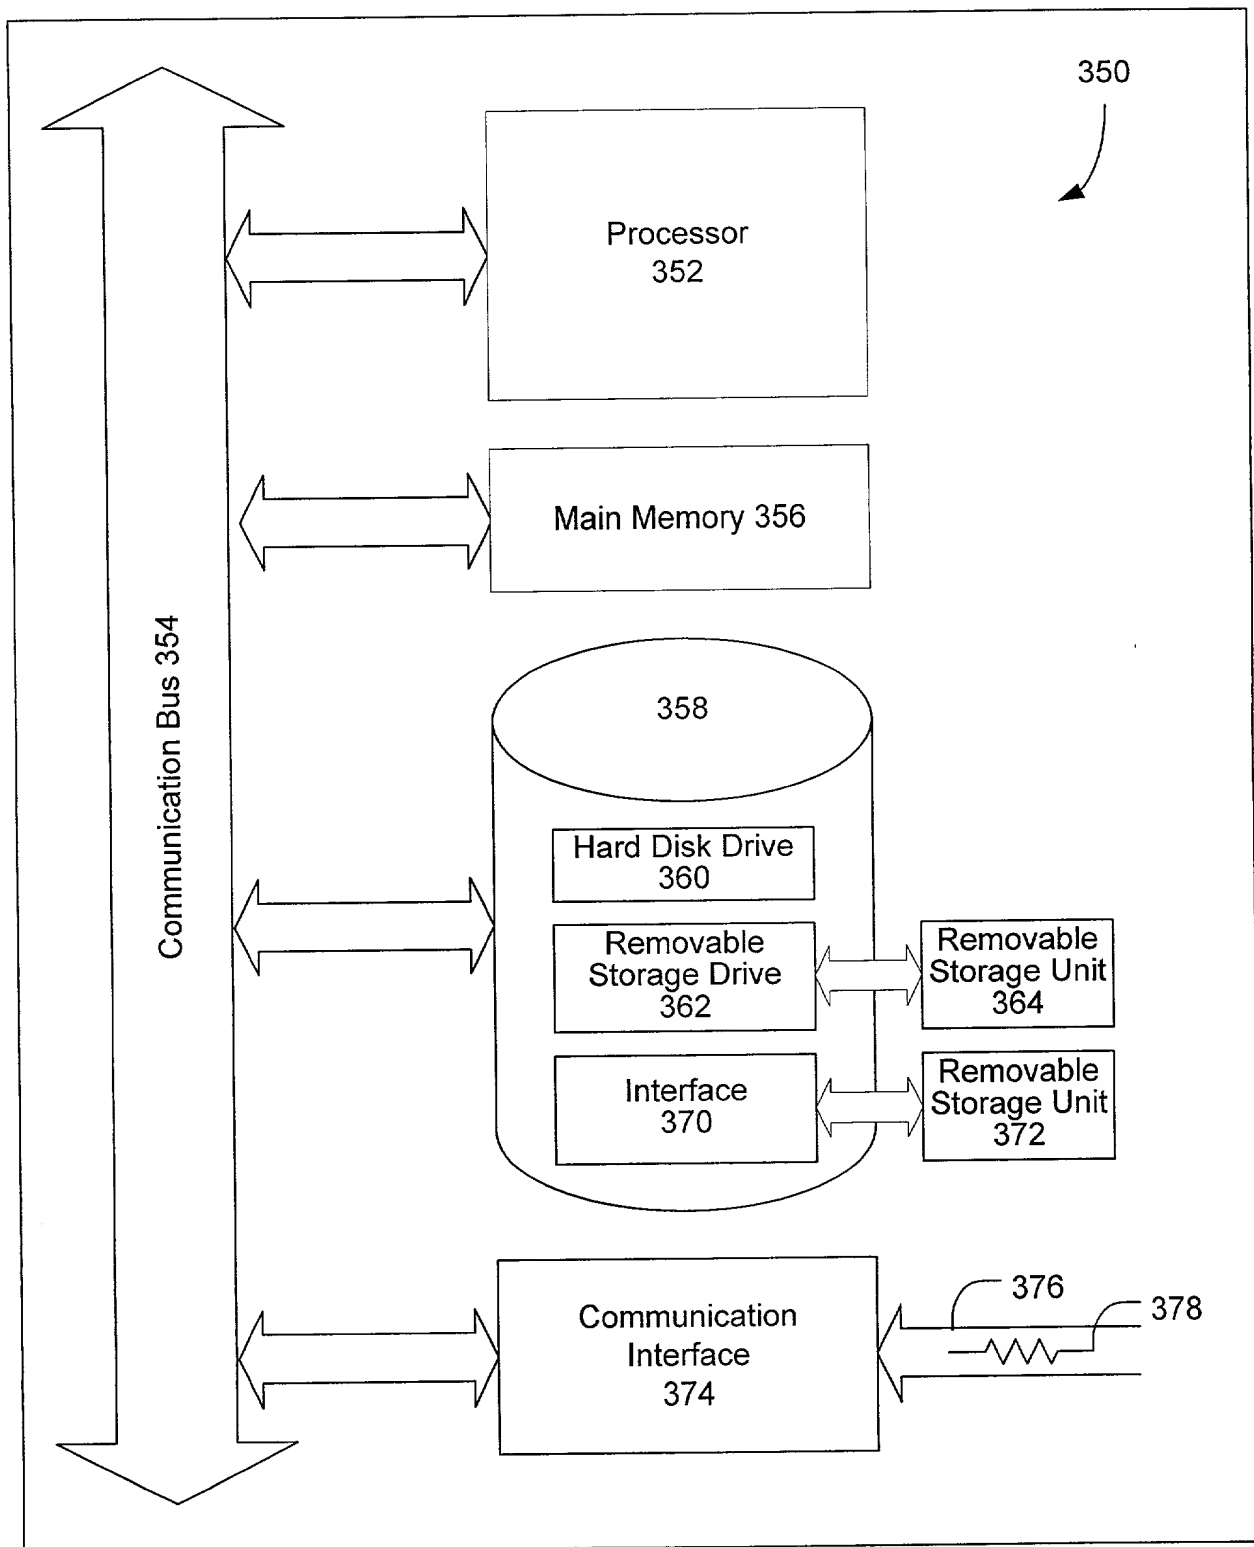 350
Processor
352
Main Memory 356
Communication Bus 354
358
Hard Disk Drive
360
Removable
Storage Drive
362
Removable
Storage Unit
364
Interface
370
Removable
Storage Unit
372
Communication
Interface
374
376
378